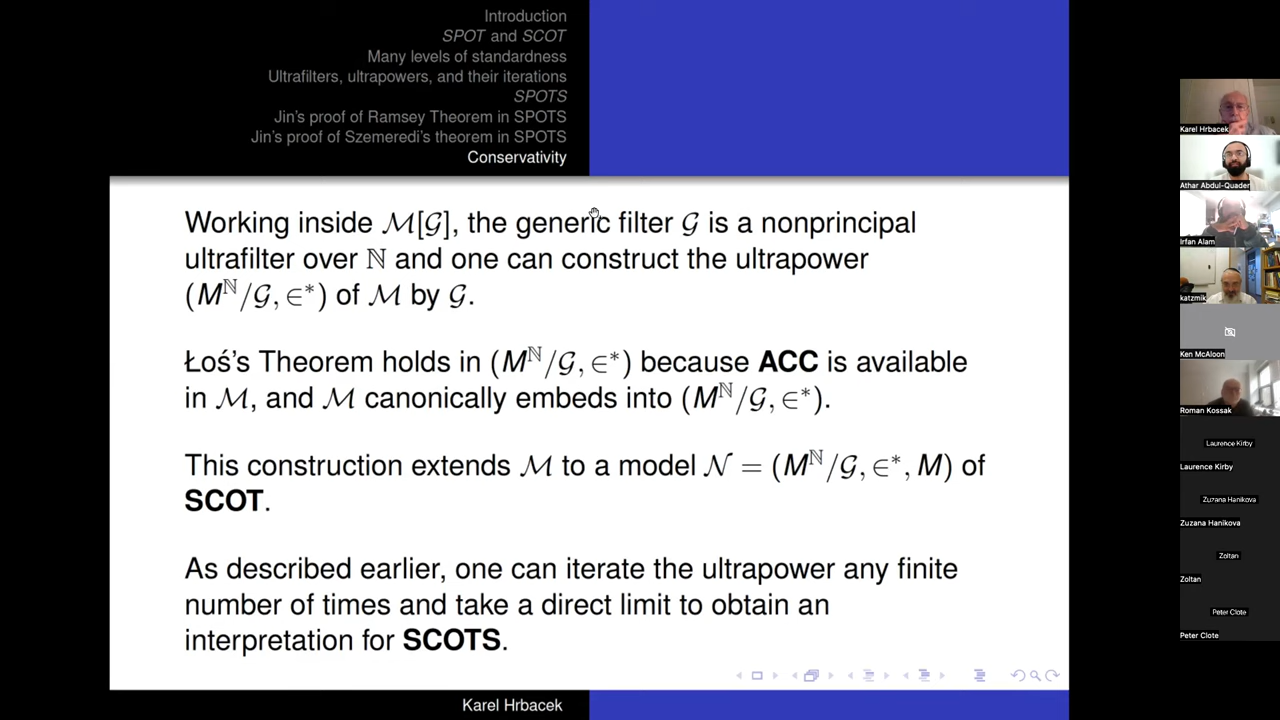 Introduction
SPOT and SCOT
Many levels of standardness
Ultrafilters, ultrapowers, and their iterations
SPOTS
Jin's proof of Ramsey Theorem in SPOTS
Jin's proof of Szemeredi's theorem in SPOTS
Conservativity
Working inside ℳ[𝒢], the generic filter 𝒢 is a nonprincipal
ultrafilter over ℕ and one can construct the ultrapower
(M^ℕ/𝒢, ∈*) of ℳ by 𝒢.
Łoś's Theorem holds in (M^ℕ/𝒢, ∈*) because ACC is available
in ℳ, and ℳ canonically embeds into (M^ℕ/𝒢, ∈*).
This construction extends ℳ to a model 𝒩 = (M^ℕ/𝒢, ∈*, M) of
SCOT.
As described earlier, one can iterate the ultrapower any finite
number of times and take a direct limit to obtain an
interpretation for SCOTS.
Karel Hrbacek
Karel Hrbacek
Athar Abdul-Quader
Irfan Alam
katzmik
Ken McAloon
Roman Kossak
Laurence Kirby
Laurence Kirby
Zuzana Hanikova
Zuzana Hanikova
Zoltan
Zoltan
Peter Clote
Peter Clote